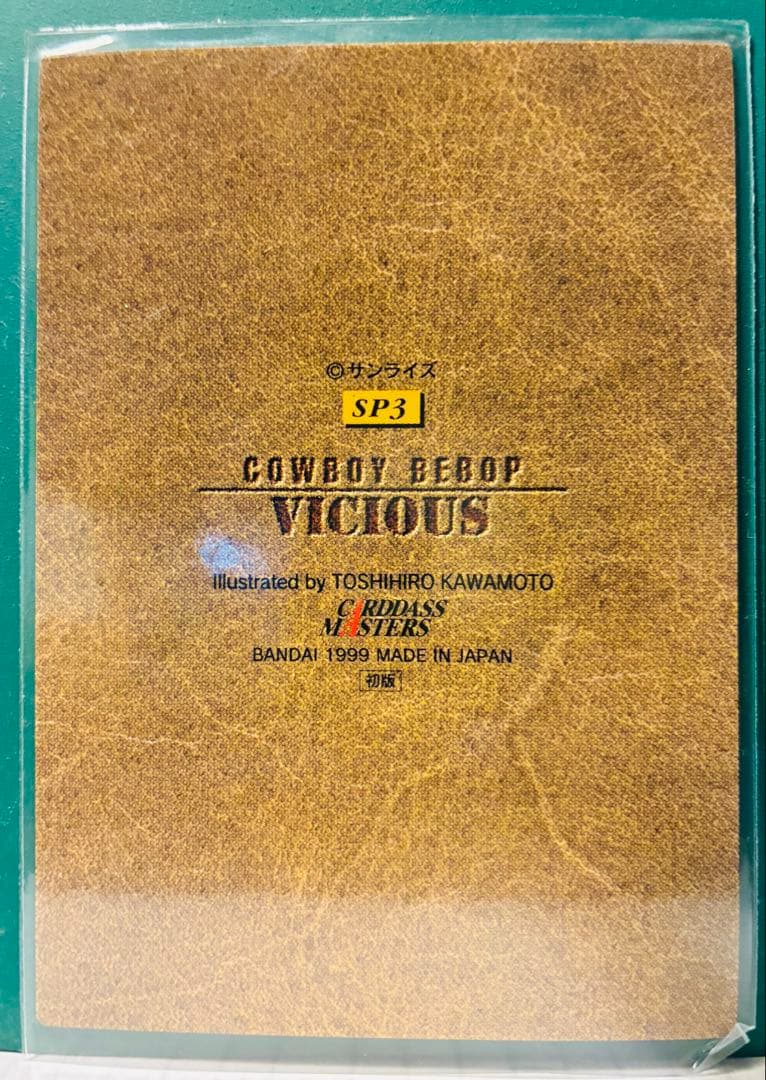 ©サンライズ
SP3
COWBOY BEBOP
VICIOUS
Illustrated by TOSHIHIRO KAWAMOTO
CARDDASS
MASTERS
BANDAI 1999 MADE IN JAPAN
初版